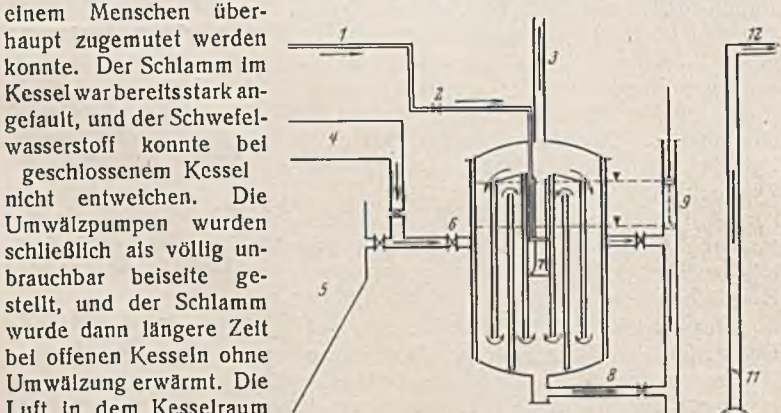 einem Menschen über-
haupt zugemutet werden
konnte. Der Schlamm im
Kessel war bereits stark an-
gefault, und der Schwefel-
wasserstoff konnte bei
geschlossenem Kessel
nicht entweichen. Die
Umwälzpumpen wurden
schließlich als völlig un-
brauchbar beiseite ge-
stellt, und der Schlamm
wurde dann längere Zeit
bei offenen Kesseln ohne
Umwälzung erwärmt. Die
Luft in dem Kesselraum
1
2
3
4
5
6
7
8
9
11
12